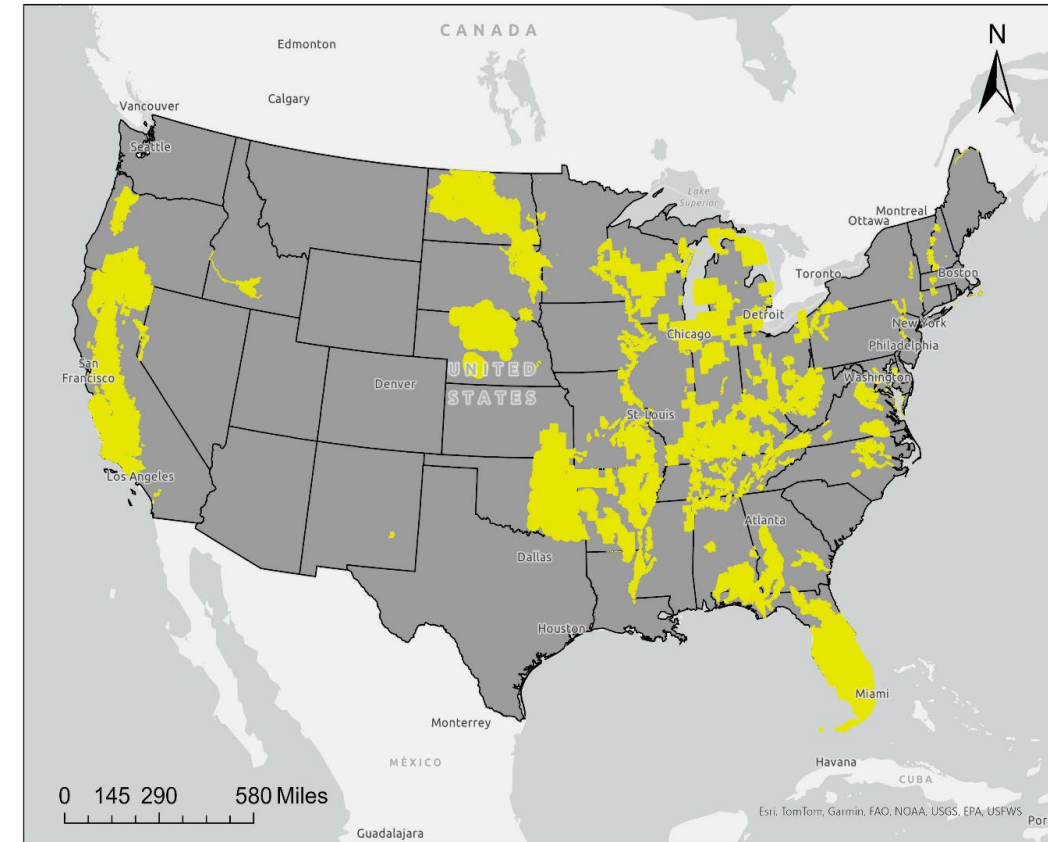 CANADA
N
Edmonton
Calgary
Vancouver
Seattle
Lake
Superior
Montreal
Ottawa
Toronto
Boston
Detroit
New York
Chicago
Philadelphia
San
Francisco
Denver
UNITED
STATES
Washington
St. Louis
Los Angeles
Atlanta
Dallas
Houston
Miami
Monterrey
MÉXICO
Havana
CUBA
0 145 290 580 Miles
Esri, TomTom, Garmin, FAO, NOAA, USGS, EPA, USFWS
Por
Guadalajara